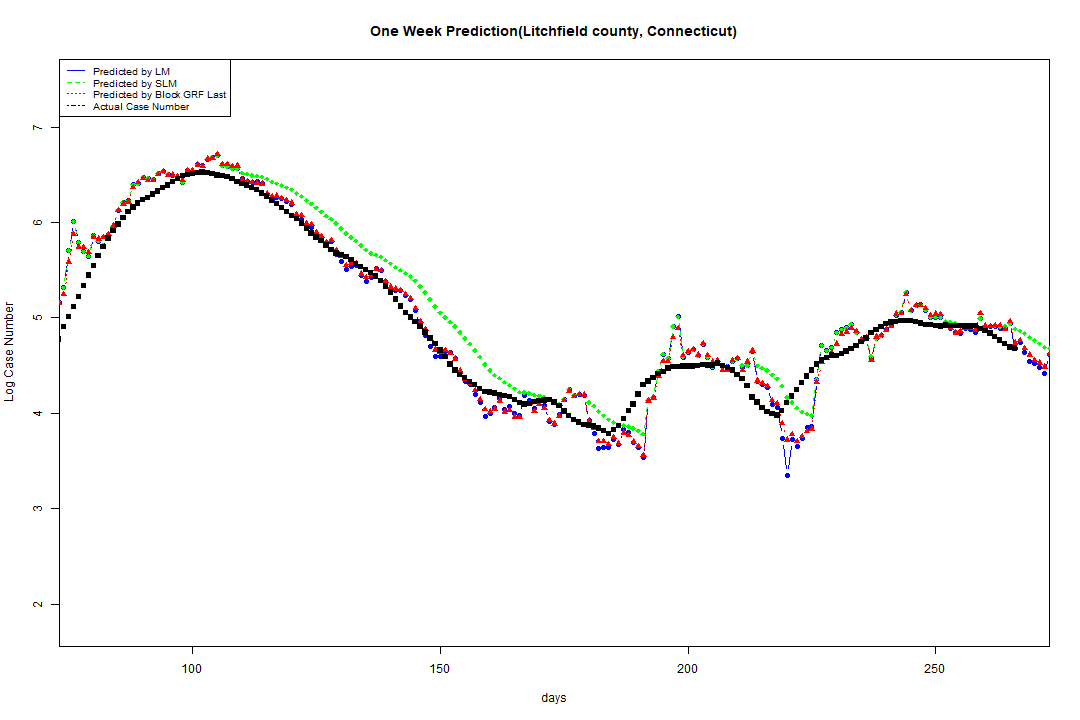 One Week Prediction(Litchfield county, Connecticut)
Predicted by LM
Predicted by SLM
Predicted by Block GRF Last
Actual Case Number
7
6
5
4
3
2
Log Case Number
100 150 200 250
days